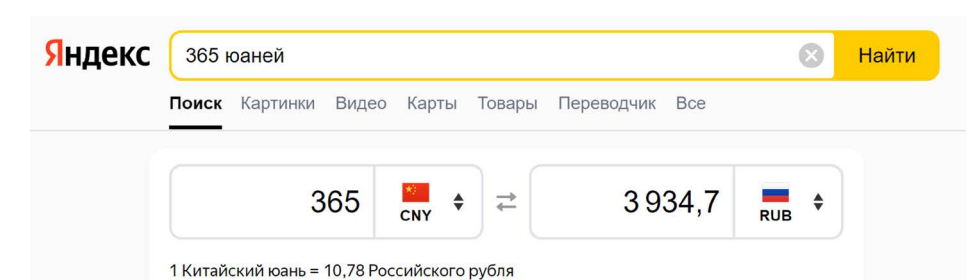 Яндекс 365 юаней Найти
Поиск Картинки Видео Карты Товары Переводчик Все
365 CNY 3 934,7 RUB
1 Китайский юань = 10,78 Российского рубля